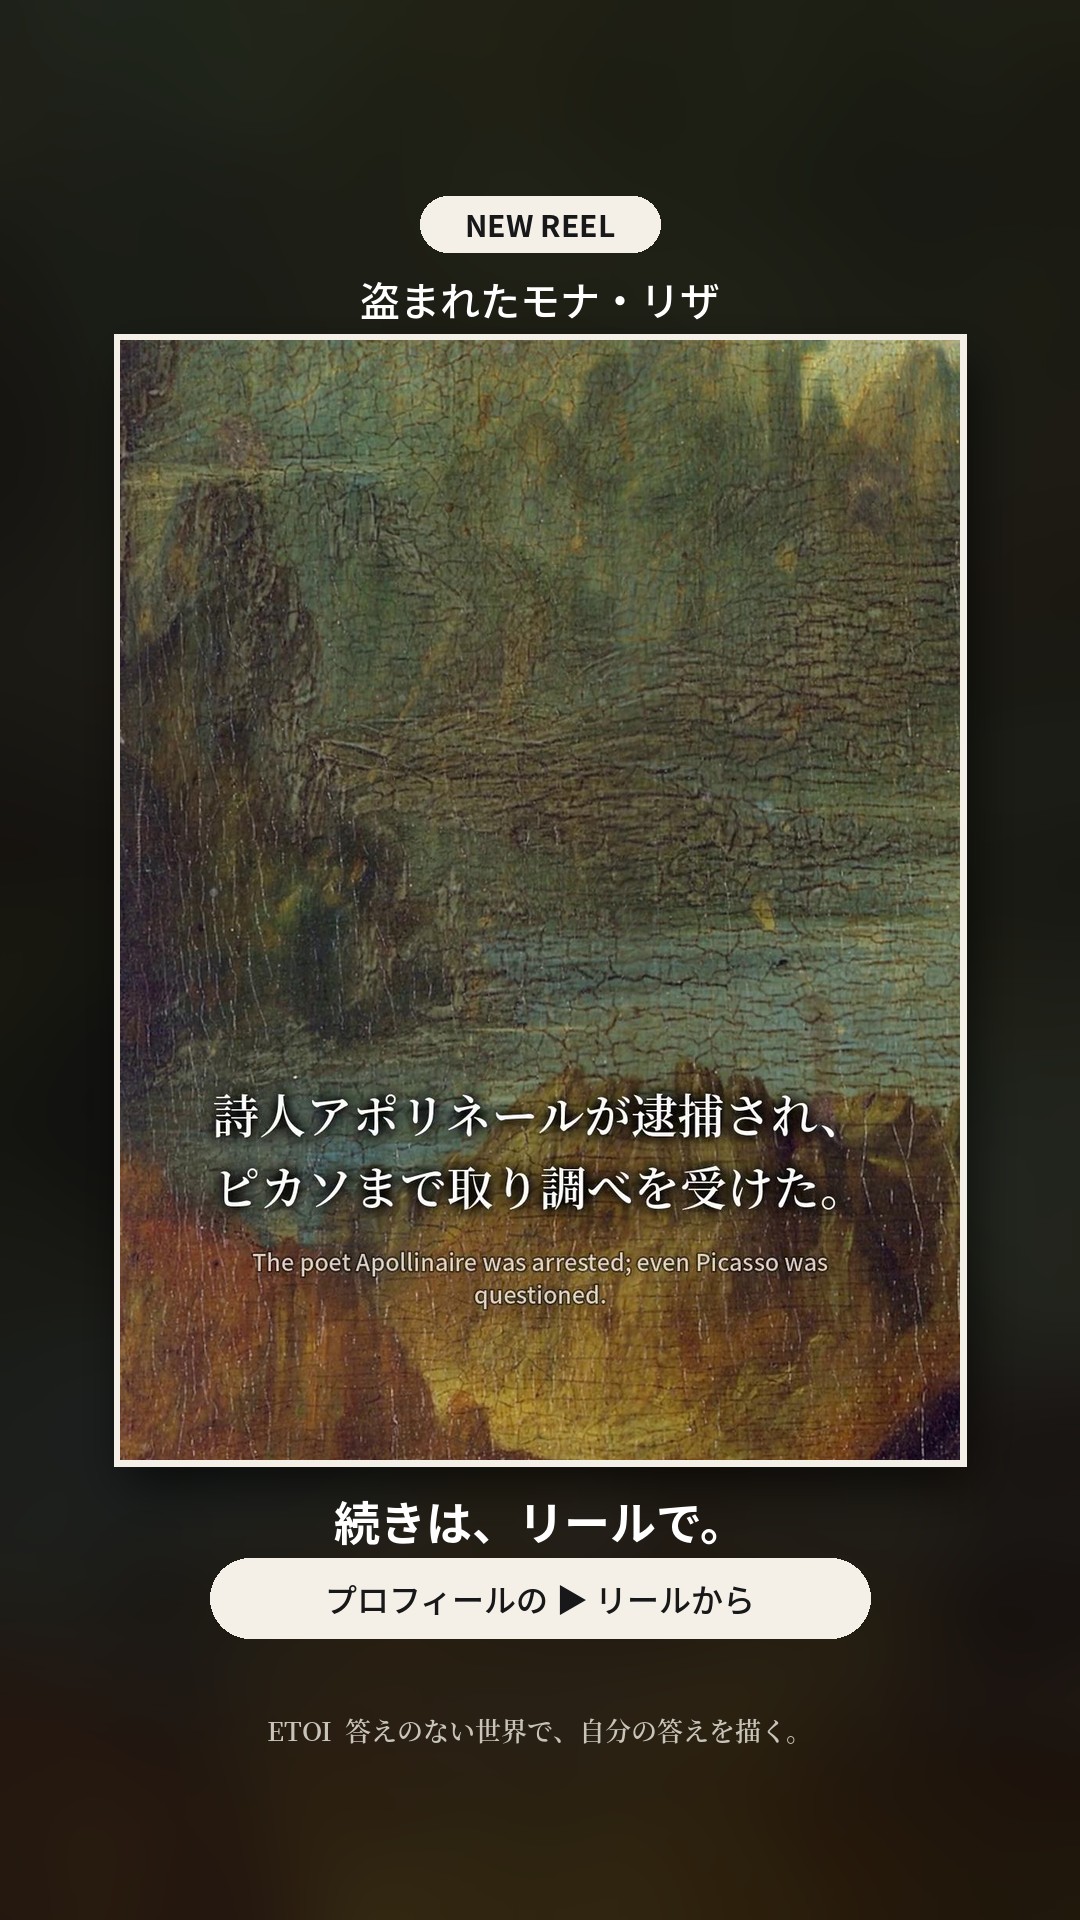 NEW REEL
盗まれたモナ・リザ
詩人アポリネールが逮捕され、
ピカソまで取り調べを受けた。
The poet Apollinaire was arrested; even Picasso was
questioned.
続きは、リールで。
プロフィールの ▶ リールから
ETOI 答えのない世界で、自分の答えを描く。